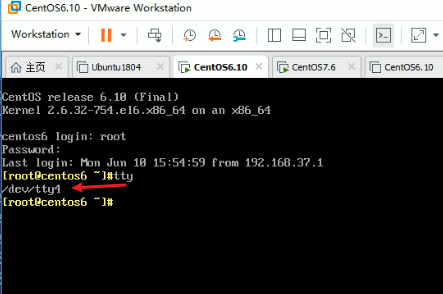 CentOS6.10 - VMware Workstation
Workstation
主页 Ubuntu1804 CentOS6.10 CentOS7.6 CentOS6.10
CentOS release 6.10 (Final)
Kernel 2.6.32-754.el6.x86_64 on an x86_64
centos6 login: root
Password:
Last login: Mon Jun 10 15:54:59 from 192.168.37.1
[root@centos6 ~]#tty
/dev/tty4
[root@centos6 ~]#